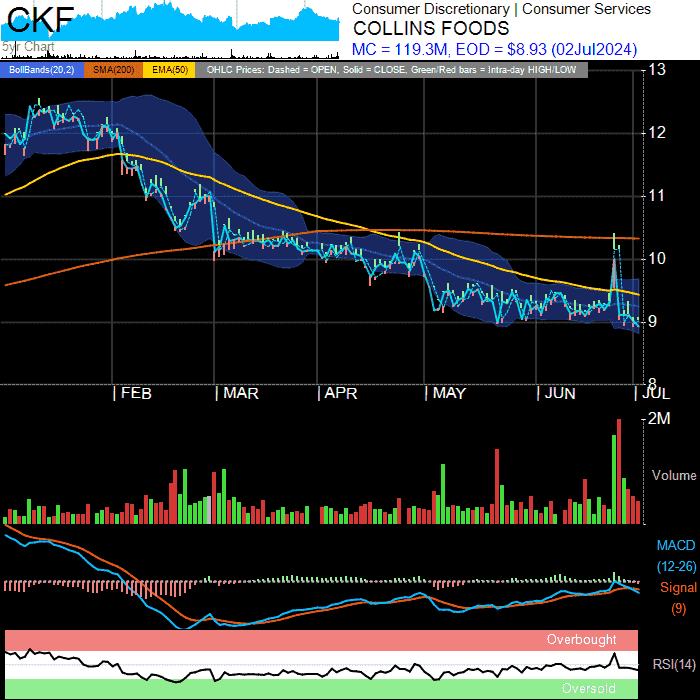 CKF
5yr Chart
Consumer Discretionary | Consumer Services
COLLINS FOODS
MC = 119.3M, EOD = $8.93 (02Jul2024)
BollBands(20,2) SMA(200) EMA(50) OHLC Prices: Dashed = OPEN, Solid = CLOSE, Green/Red bars = Intra-day HIGH/LOW
13
12
11
10
9
8
| FEB | MAR | APR | MAY | JUN | JUL
2M
Volume
MACD
(12-26)
Signal
(9)
Overbought
RSI(14)
Oversold